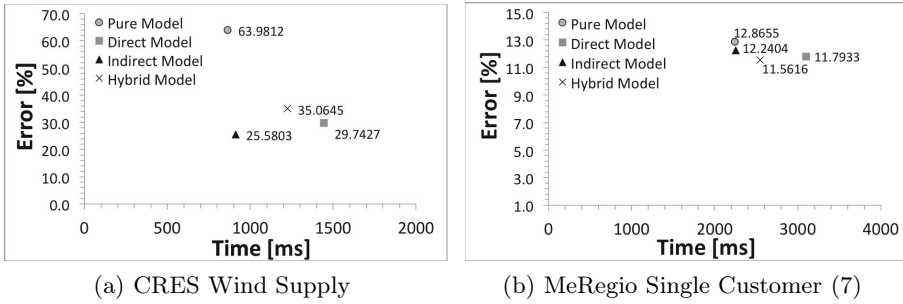 70.0
60.0
50.0
40.0
30.0
20.0
10.0
0.0
Error [%]
Pure Model
Direct Model
Indirect Model
Hybrid Model
63.9812
35.0645
25.5803
29.7427
0
500
1000
1500
2000
Time [ms]
(a) CRES Wind Supply
15.0
13.0
11.0
9.0
7.0
5.0
3.0
1.0
Error [%]
Pure Model
Direct Model
Indirect Model
Hybrid Model
12.8655
12.2404
11.7933
11.5616
0
1000
2000
3000
4000
Time [ms]
(b) MeRegio Single Customer (7)